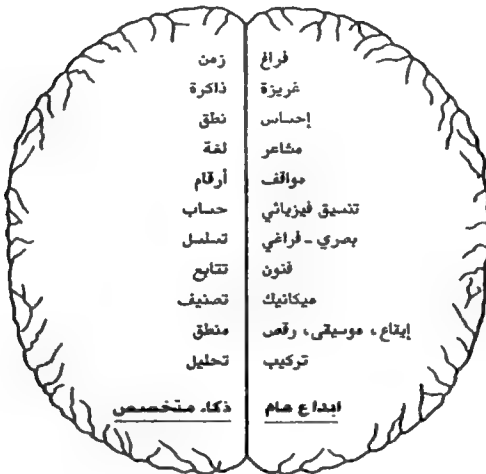 فراغ زمن
غريزة ذاكرة
إحساس نطق
مشاعر لغة
مواقف أرقام
تنسيق فيزيائي حساب
بصري - فراغي تسلسل
فنون تتابع
ميكانيك تصنيف
إيقاع، موسيقى، رقص منطق
تركيب تحليل
ابداع عام ذكاء متخصص